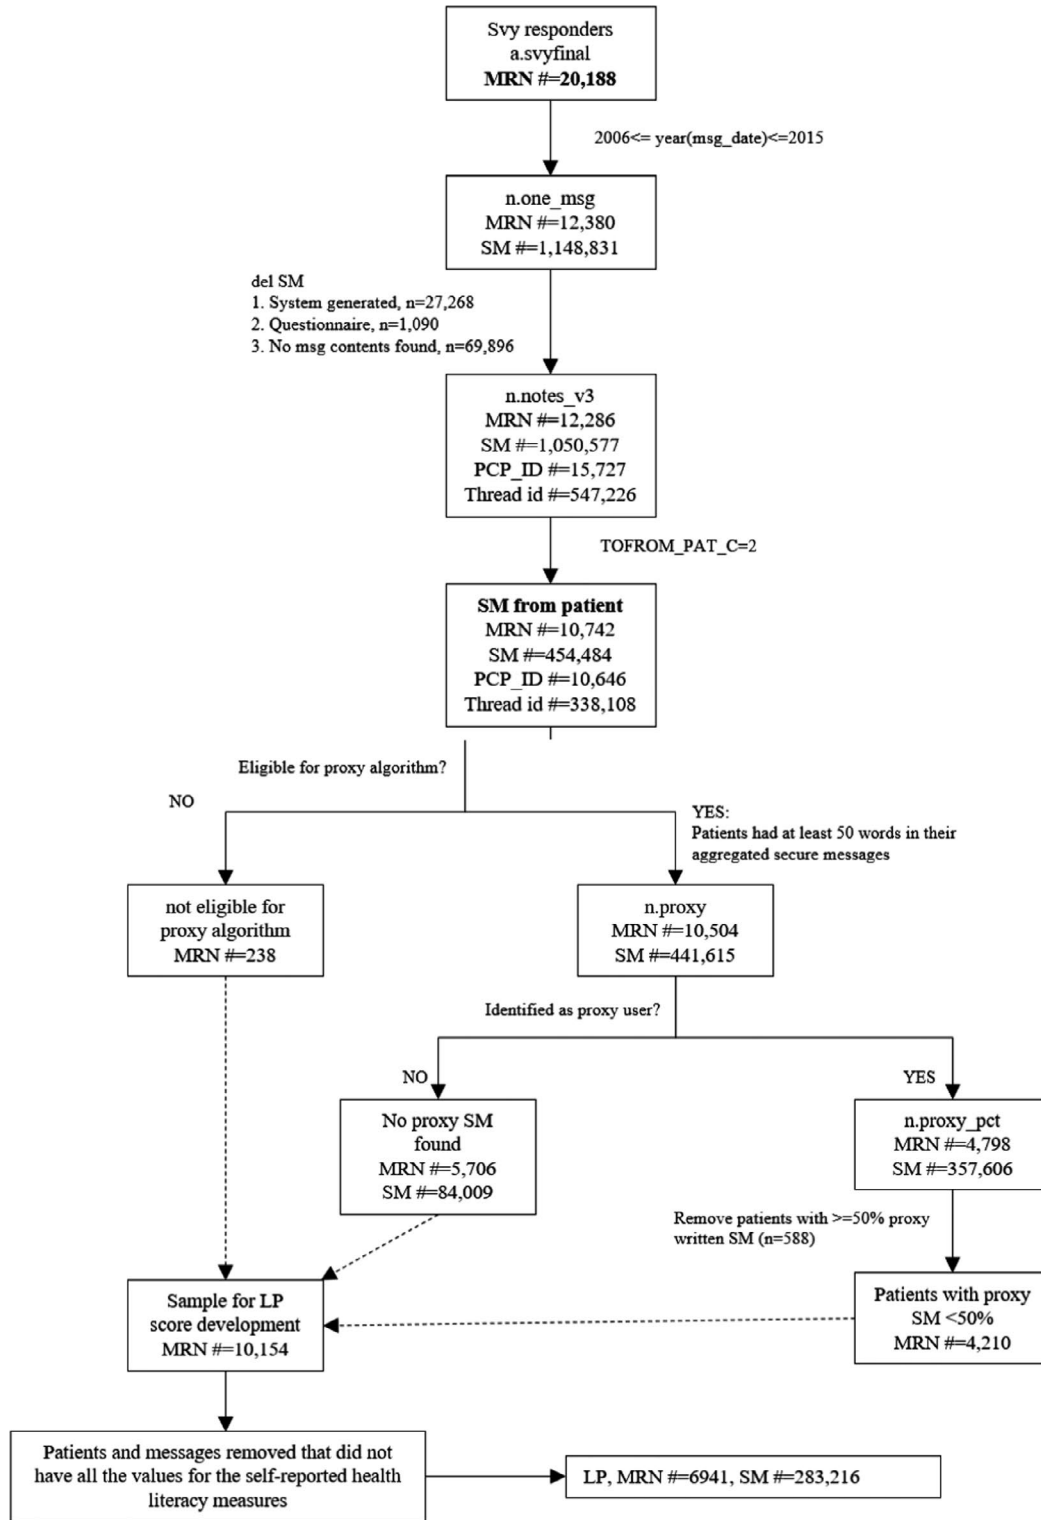 Svy responders
a.svyfinal
MRN #=20,188
2006<= year(msg_date)<=2015
n.one_msg
MRN #=12,380
SM #=1,148,831
del SM
1. System generated, n=27,268
2. Questionnaire, n=1,090
3. No msg contents found, n=69,896
n.notes_v3
MRN #=12,286
SM #=1,050,577
PCP_ID #=15,727
Thread id #=547,226
TOFROM_PAT_C=2
SM from patient
MRN #=10,742
SM #=454,484
PCP_ID #=10,646
Thread id #=338,108
Eligible for proxy algorithm?
NO
YES:
Patients had at least 50 words in their
aggregated secure messages
not eligible for
proxy algorithm
MRN #=238
n.proxy
MRN #=10,504
SM #=441,615
Identified as proxy user?
NO
YES
No proxy SM
found
MRN #=5,706
SM #=84,009
n.proxy_pct
MRN #=4,798
SM #=357,606
Remove patients with >=50% proxy
written SM (n=588)
Sample for LP
score development
MRN #=10,154
Patients with proxy
SM <50%
MRN #=4,210
Patients and messages removed that did not
have all the values for the self-reported health
literacy measures
LP, MRN #=6941, SM #=283,216